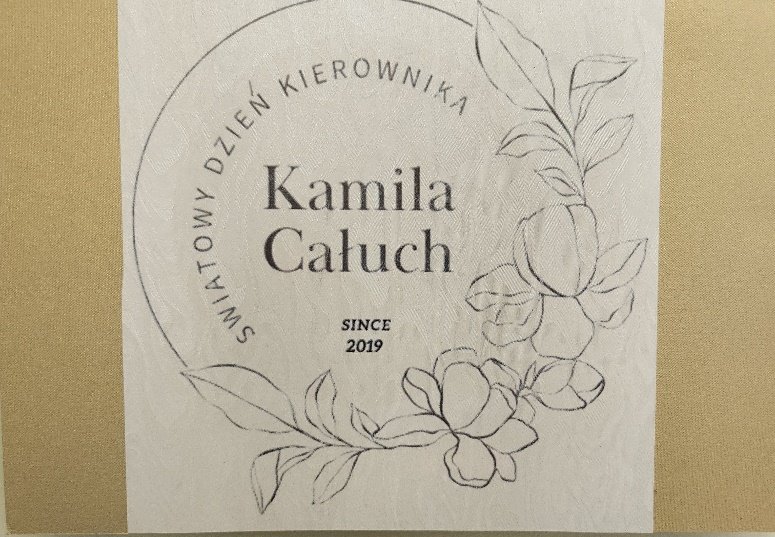 SWIATOWY DZIEŃ KIEROWNIKA
Kamila
Całuch
SINCE
2019